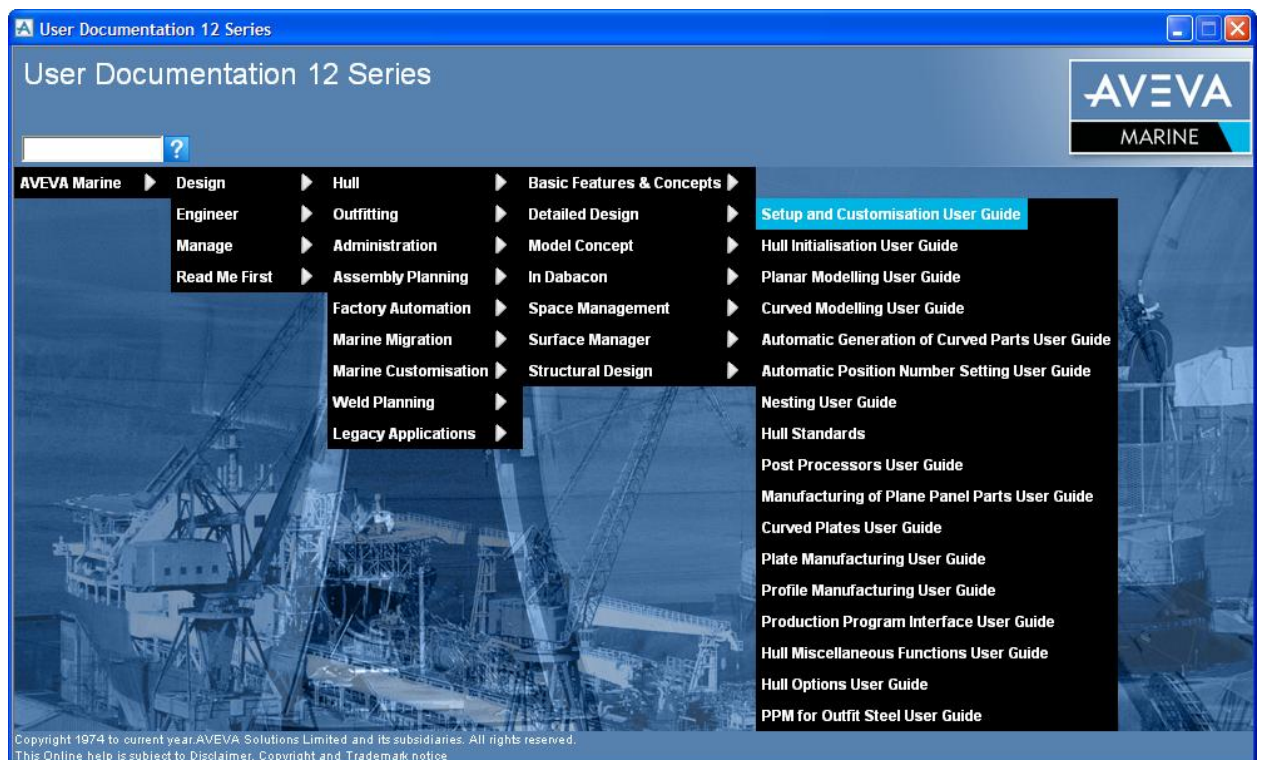 User Documentation 12 Series
User Documentation 12 Series
AVEVA
MARINE
?
AVEVA Marine
Design
Engineer
Manage
Read Me First
Hull
Outfitting
Administration
Assembly Planning
Factory Automation
Marine Migration
Marine Customisation
Weld Planning
Legacy Applications
Basic Features & Concepts
Detailed Design
Model Concept
In Dabacon
Space Management
Surface Manager
Structural Design
Setup and Customisation User Guide
Hull Initialisation User Guide
Planar Modelling User Guide
Curved Modelling User Guide
Automatic Generation of Curved Parts User Guide
Automatic Position Number Setting User Guide
Nesting User Guide
Hull Standards
Post Processors User Guide
Manufacturing of Plane Panel Parts User Guide
Curved Plates User Guide
Plate Manufacturing User Guide
Profile Manufacturing User Guide
Production Program Interface User Guide
Hull Miscellaneous Functions User Guide
Hull Options User Guide
PPM for Outfit Steel User Guide
Copyright 1974 to current year.AVEVA Solutions Limited and its subsidiaries. All rights reserved.
This Online help is subject to Disclaimer, Copyright and Trademark notice